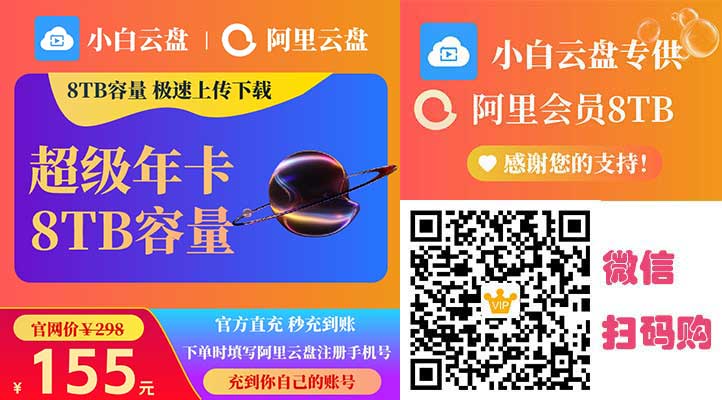 小白云盘 | 阿里云盘
8TB容量 极速上传下载
超级年卡
8TB容量
官网价¥298
¥155元
官方直充 秒充到账
下单时填写阿里云盘注册手机号
充到你自己的账号
小白云盘专供
阿里会员8TB
感谢您的支持!
VIP
微信
扫码购